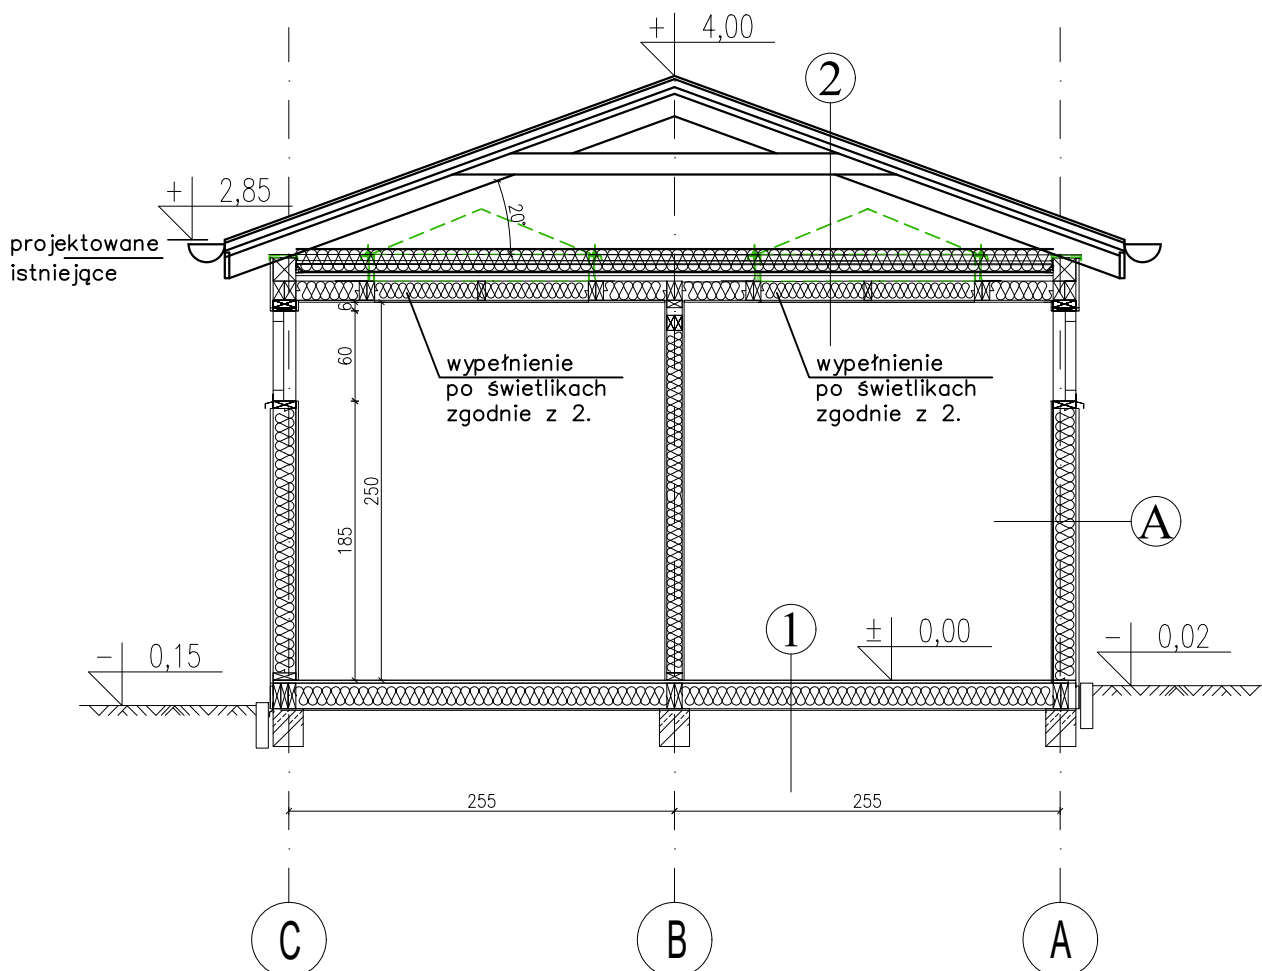 + 4,00
2
+ 2,85
20°
projektowane
istniejące
6
60
wypełnienie
po świetlikach
zgodnie z 2.
wypełnienie
po świetlikach
zgodnie z 2.
250
185
A
1
± 0,00
− 0,15
− 0,02
255
255
C
B
A